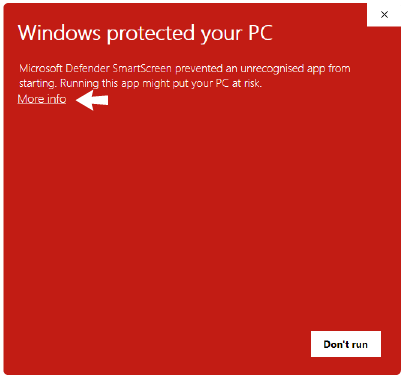 Windows protected your PC
Microsoft Defender SmartScreen prevented an unrecognised app from
starting. Running this app might put your PC at risk.
More info
Don't run